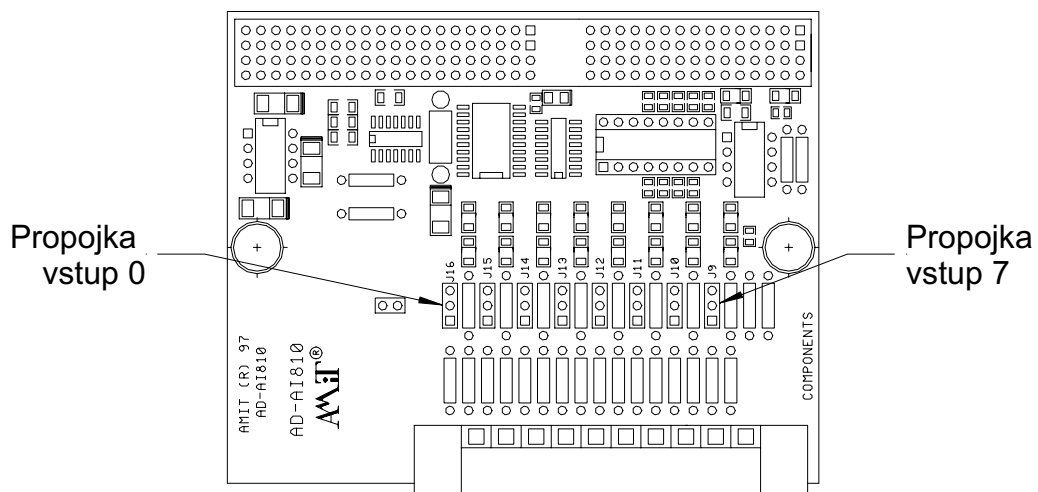 Propojka
vstup 0
Propojka
vstup 7
J16
J15
J14
J13
J12
J11
J10
J9
AMIT (R) 97
AD-AI810
AD-AI810
AMiT®
COMPONENTS